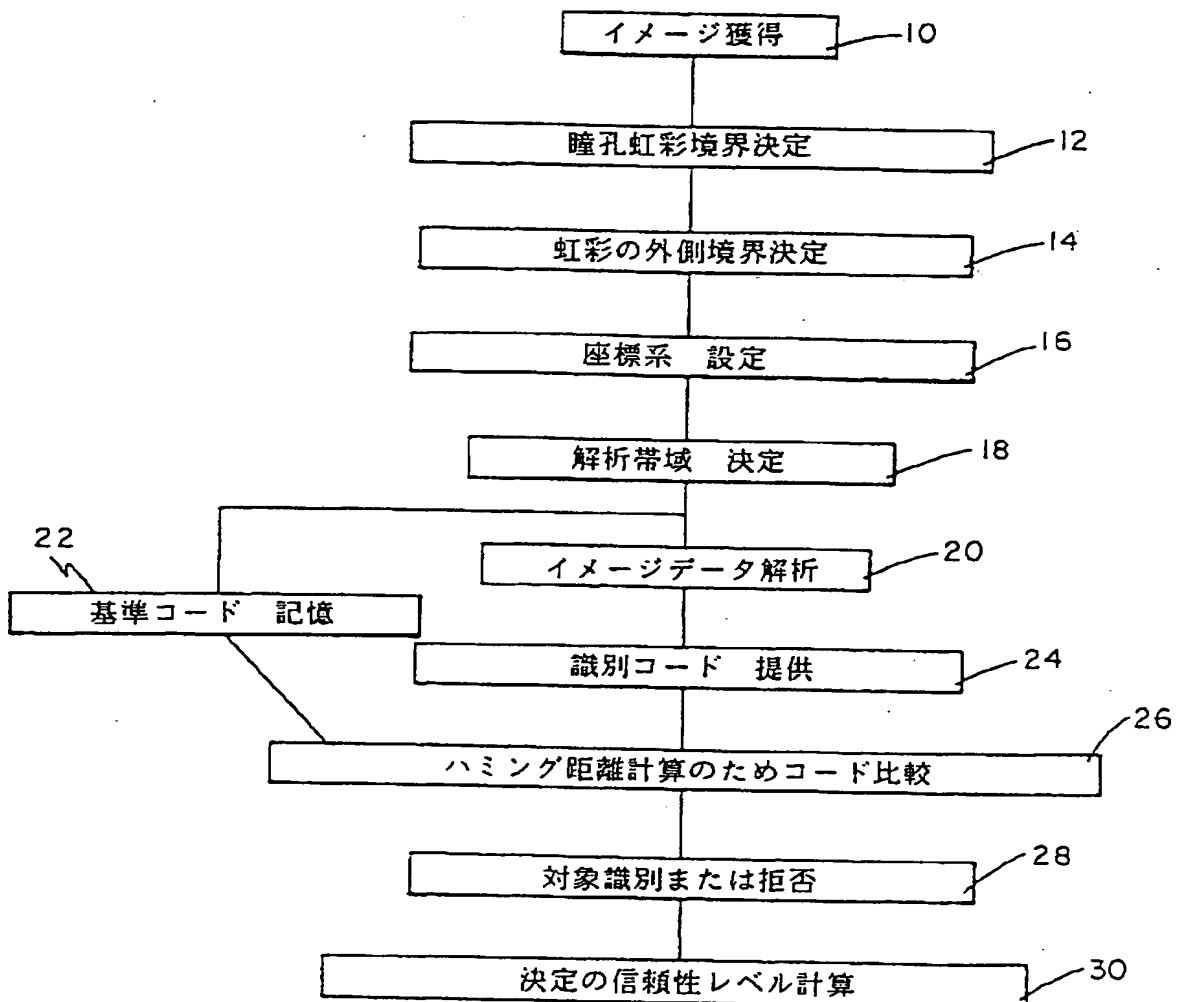 イメージ獲得
10
瞳孔虹彩境界決定
12
虹彩の外側境界決定
14
座標系 設定
16
解析帯域 決定
18
22
イメージデータ解析
20
基準コード 記憶
識別コード 提供
24
26
ハミング距離計算のためコード比較
対象識別または拒否
28
決定の信頼性レベル計算
30